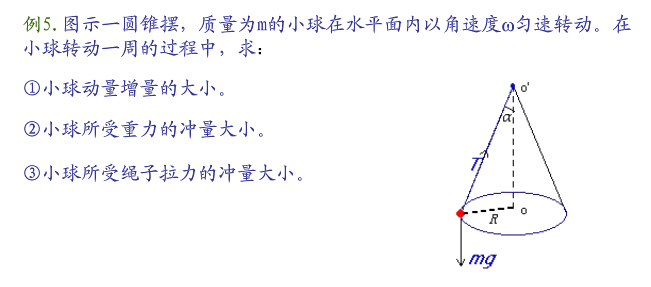 例5.图示一圆锥摆，质量为m的小球在水平面内以角速度ω匀速转动。在
小球转动一周的过程中，求：
①小球动量增量的大小。
②小球所受重力的冲量大小。
③小球所受绳子拉力的冲量大小。
o'
α
T
o
R
mg